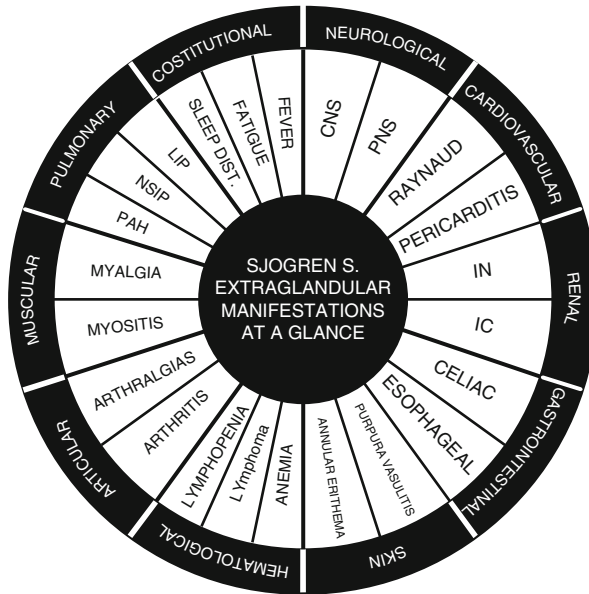 SJOGREN S.
EXTRAGLANDULAR
MANIFESTATIONS
AT A GLANCE
COSTITUTIONAL
SLEEP DIST.
FATIGUE
FEVER
NEUROLOGICAL
CNS
PNS
CARDIOVASCULAR
RAYNAUD
PERICARDITIS
RENAL
IN
IC
GASTROINTESTINAL
CELIAC
ESOPHAGEAL
SKIN
PURPURA VASULITIS
ANNULAR ERITHEMA
HEMATOLOGICAL
ANEMIA
LYmphoma
LYMPHOPENIA
ARTICULAR
ARTHRITIS
ARTHRALGIAS
MUSCULAR
MYOSITIS
MYALGIA
PULMONARY
PAH
NSIP
LIP